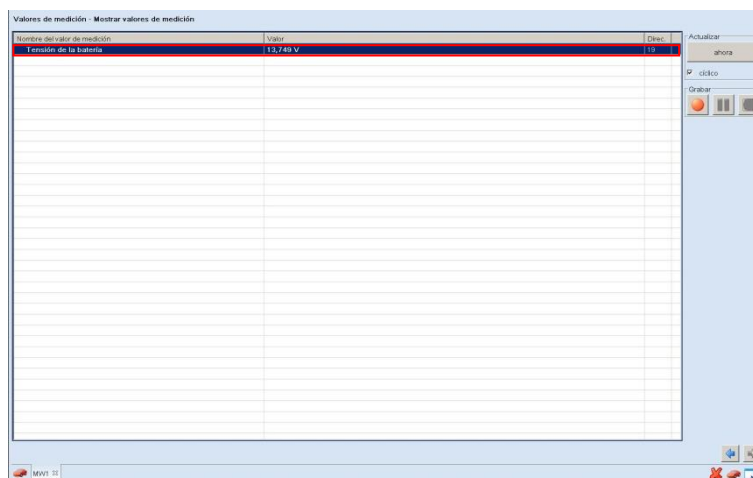 Valores de medición - Mostrar valores de medición
Nombre del valor de medición Valor Direc.
Tensión de la batería 13,749 V 19
Actualizar
ahora
cíclico
Grabar
MW1